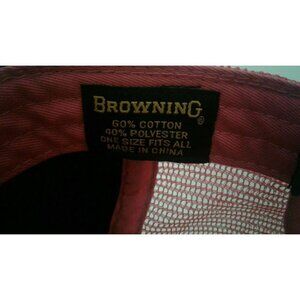 BROWNING®
60% COTTON
40% POLYESTER
ONE SIZE FITS ALL
MADE IN CHINA